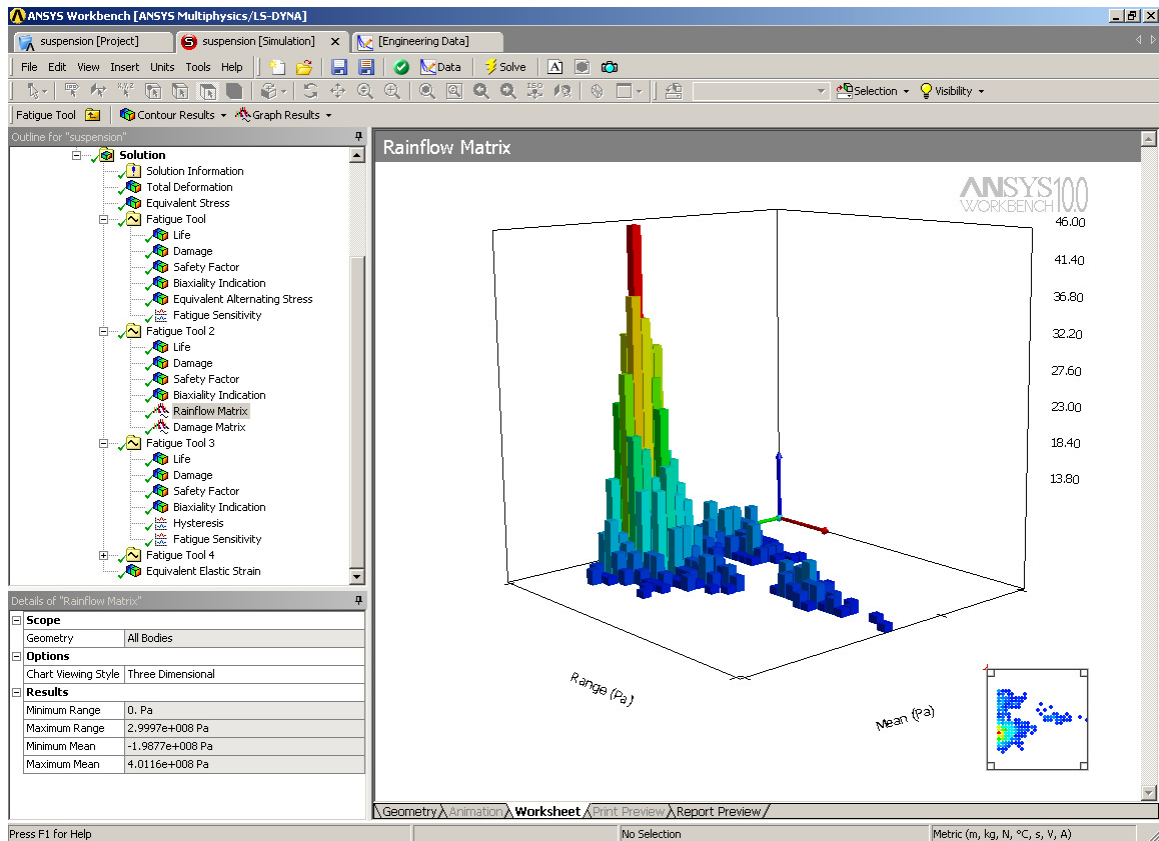 ANSYS Workbench [ANSYS Multiphysics/LS-DYNA]
suspension [Project]
suspension [Simulation]
[Engineering Data]
File Edit View Insert Units Tools Help
Data
Solve
A
ISO
Selection
Visibility
Fatigue Tool
Contour Results
Graph Results
Outline for "suspension"
Solution
Solution Information
Total Deformation
Equivalent Stress
Fatigue Tool
Life
Damage
Safety Factor
Biaxiality Indication
Equivalent Alternating Stress
Fatigue Sensitivity
Fatigue Tool 2
Life
Damage
Safety Factor
Biaxiality Indication
Rainflow Matrix
Damage Matrix
Fatigue Tool 3
Life
Damage
Safety Factor
Biaxiality Indication
Hysteresis
Fatigue Sensitivity
Fatigue Tool 4
Equivalent Elastic Strain
Details of "Rainflow Matrix"
Scope
Geometry All Bodies
Options
Chart Viewing Style Three Dimensional
Results
Minimum Range 0. Pa
Maximum Range 2.9997e+008 Pa
Minimum Mean -1.9877e+008 Pa
Maximum Mean 4.0116e+008 Pa
Rainflow Matrix
ANSYS 10.0
WORKBENCH
46.00
41.40
36.80
32.20
27.60
23.00
18.40
13.80
Range (Pa)
Mean (Pa)
Geometry Animation Worksheet Print Preview Report Preview
Press F1 for Help
No Selection
Metric (m, kg, N, °C, s, V, A)